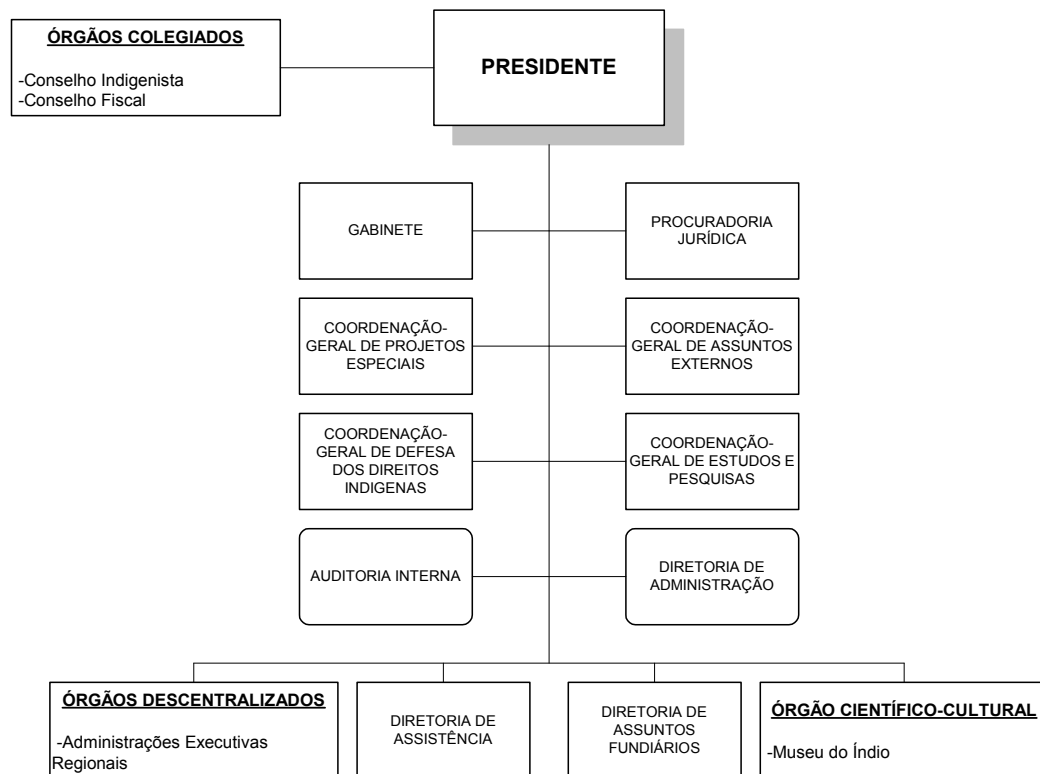 ÓRGÃOS COLEGIADOS
-Conselho Indigenista
-Conselho Fiscal
PRESIDENTE
GABINETE
PROCURADORIA
JURÍDICA
COORDENAÇÃO-
GERAL DE PROJETOS
ESPECIAIS
COORDENAÇÃO-
GERAL DE ASSUNTOS
EXTERNOS
COORDENAÇÃO-
GERAL DE DEFESA
DOS DIREITOS
INDIGENAS
COORDENAÇÃO-
GERAL DE ESTUDOS E
PESQUISAS
AUDITORIA INTERNA
DIRETORIA DE
ADMINISTRAÇÃO
ÓRGÃOS DESCENTRALIZADOS
-Administrações Executivas
Regionais
DIRETORIA DE
ASSISTÊNCIA
DIRETORIA DE
ASSUNTOS
FUNDIÁRIOS
ÓRGÃO CIENTÍFICO-CULTURAL
-Museu do Índio